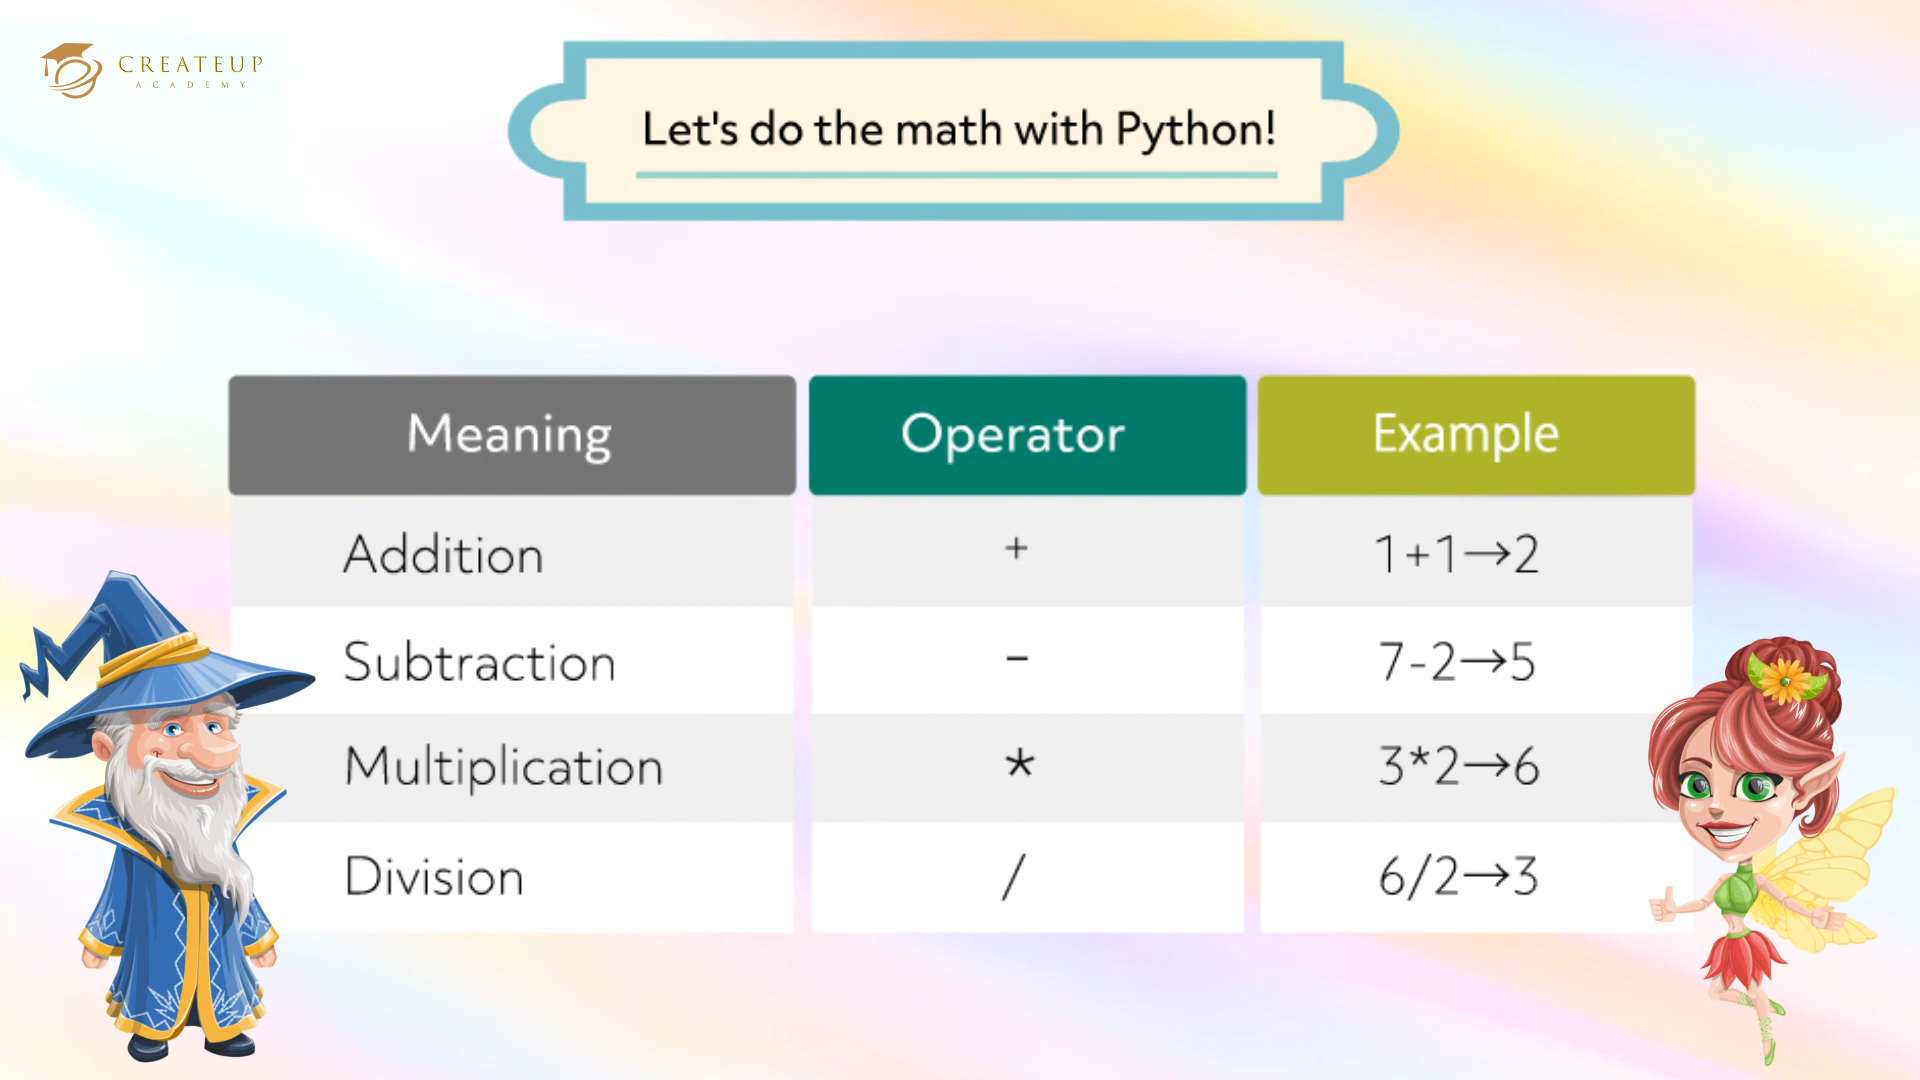 CREATEUP
ACADEMY
Let's do the math with Python!
Meaning Operator Example
Addition + 1+1→2
Subtraction - 7-2→5
Multiplication * 3*2→6
Division / 6/2→3